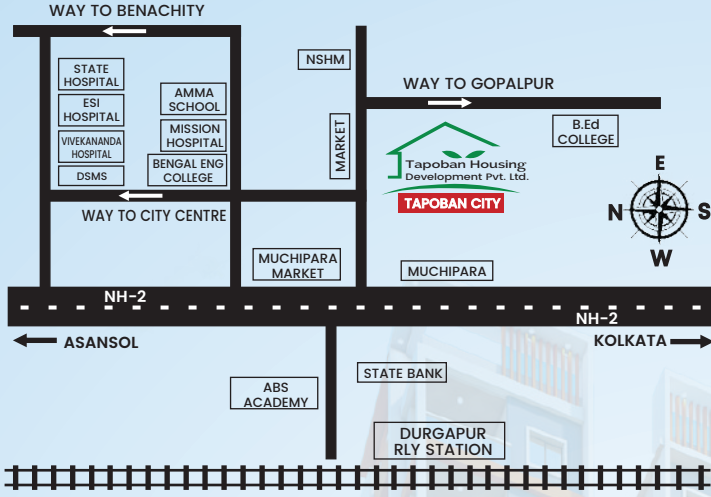 WAY TO BENACHITY
STATE
HOSPITAL
ESI
HOSPITAL
VIVEKANANDA
HOSPITAL
DSMS
AMMA
SCHOOL
MISSION
HOSPITAL
BENGAL ENG
COLLEGE
WAY TO CITY CENTRE
NSHM
MARKET
WAY TO GOPALPUR
B.Ed
COLLEGE
Tapoban Housing
Development Pvt. Ltd.
TAPOBAN CITY
E
N
S
W
MUCHIPARA
MARKET
MUCHIPARA
NH-2
NH-2
ASANSOL
KOLKATA
STATE BANK
ABS
ACADEMY
DURGAPUR
RLY STATION